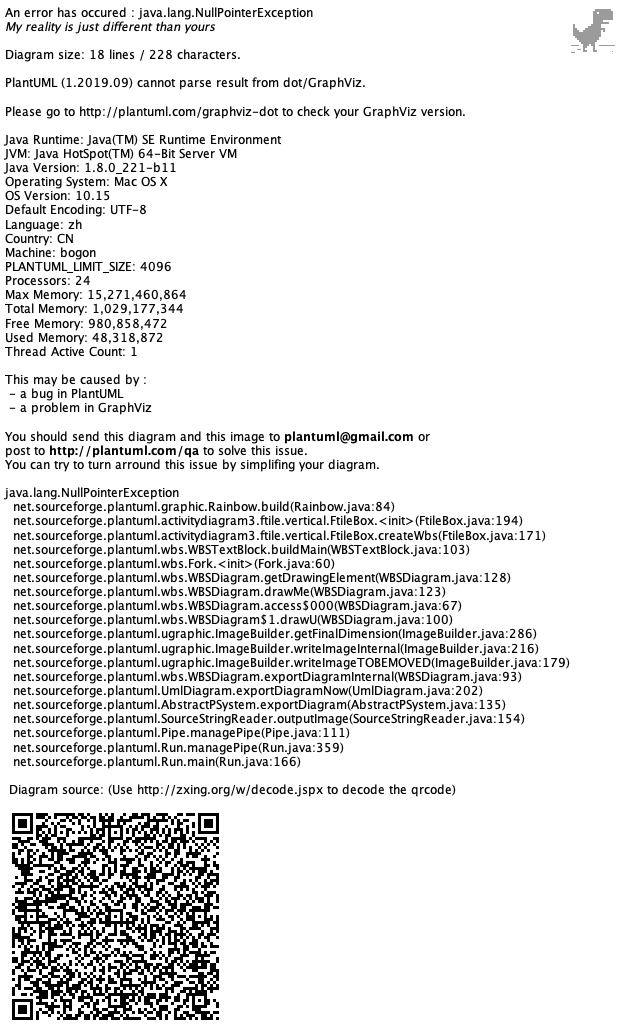 An error has occured : java.lang.NullPointerException
My reality is just different than yours
Diagram size: 18 lines / 228 characters.
PlantUML (1.2019.09) cannot parse result from dot/GraphViz.
Please go to http://plantuml.com/graphviz-dot to check your GraphViz version.
Java Runtime: Java(TM) SE Runtime Environment
JVM: Java HotSpot(TM) 64-Bit Server VM
Java Version: 1.8.0_221-b11
Operating System: Mac OS X
OS Version: 10.15
Default Encoding: UTF-8
Language: zh
Country: CN
Machine: bogon
PLANTUML_LIMIT_SIZE: 4096
Processors: 24
Max Memory: 15,271,460,864
Total Memory: 1,029,177,344
Free Memory: 980,858,472
Used Memory: 48,318,872
Thread Active Count: 1
This may be caused by :
- a bug in PlantUML
- a problem in GraphViz
You should send this diagram and this image to plantuml@gmail.com or
post to http://plantuml.com/qa to solve this issue.
You can try to turn arround this issue by simplifing your diagram.
java.lang.NullPointerException
net.sourceforge.plantuml.graphic.Rainbow.build(Rainbow.java:84)
net.sourceforge.plantuml.activitydiagram3.ftile.vertical.FtileBox.<init>(FtileBox.java:194)
net.sourceforge.plantuml.activitydiagram3.ftile.vertical.FtileBox.createWbs(FtileBox.java:171)
net.sourceforge.plantuml.wbs.WBSTextBlock.buildMain(WBSTextBlock.java:103)
net.sourceforge.plantuml.wbs.Fork.<init>(Fork.java:60)
net.sourceforge.plantuml.wbs.WBSDiagram.getDrawingElement(WBSDiagram.java:128)
net.sourceforge.plantuml.wbs.WBSDiagram.drawMe(WBSDiagram.java:123)
net.sourceforge.plantuml.wbs.WBSDiagram.access$000(WBSDiagram.java:67)
net.sourceforge.plantuml.wbs.WBSDiagram$1.drawU(WBSDiagram.java:100)
net.sourceforge.plantuml.ugraphic.ImageBuilder.getFinalDimension(ImageBuilder.java:286)
net.sourceforge.plantuml.ugraphic.ImageBuilder.writeImageInternal(ImageBuilder.java:216)
net.sourceforge.plantuml.ugraphic.ImageBuilder.writeImageTOBEMOVED(ImageBuilder.java:179)
net.sourceforge.plantuml.wbs.WBSDiagram.exportDiagramInternal(WBSDiagram.java:93)
net.sourceforge.plantuml.UmlDiagram.exportDiagramNow(UmlDiagram.java:202)
net.sourceforge.plantuml.AbstractPSystem.exportDiagram(AbstractPSystem.java:135)
net.sourceforge.plantuml.SourceStringReader.outputImage(SourceStringReader.java:154)
net.sourceforge.plantuml.Pipe.managePipe(Pipe.java:111)
net.sourceforge.plantuml.Run.managePipe(Run.java:359)
net.sourceforge.plantuml.Run.main(Run.java:166)
Diagram source: (Use http://zxing.org/w/decode.jspx to decode the qrcode)